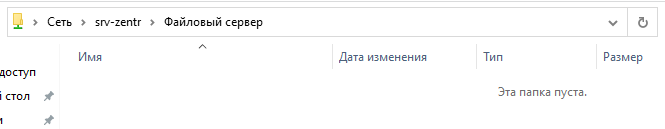 Сеть > srv-zentr > Файловый сервер
Имя Дата изменения Тип Размер
доступ
Эта папка пуста.
й стол
и